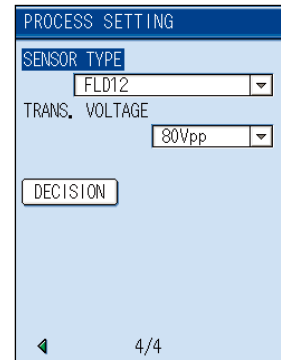 PROCESS SETTING
SENSOR TYPE
FLD12
TRANS. VOLTAGE
80Vpp
DECISION
4/4